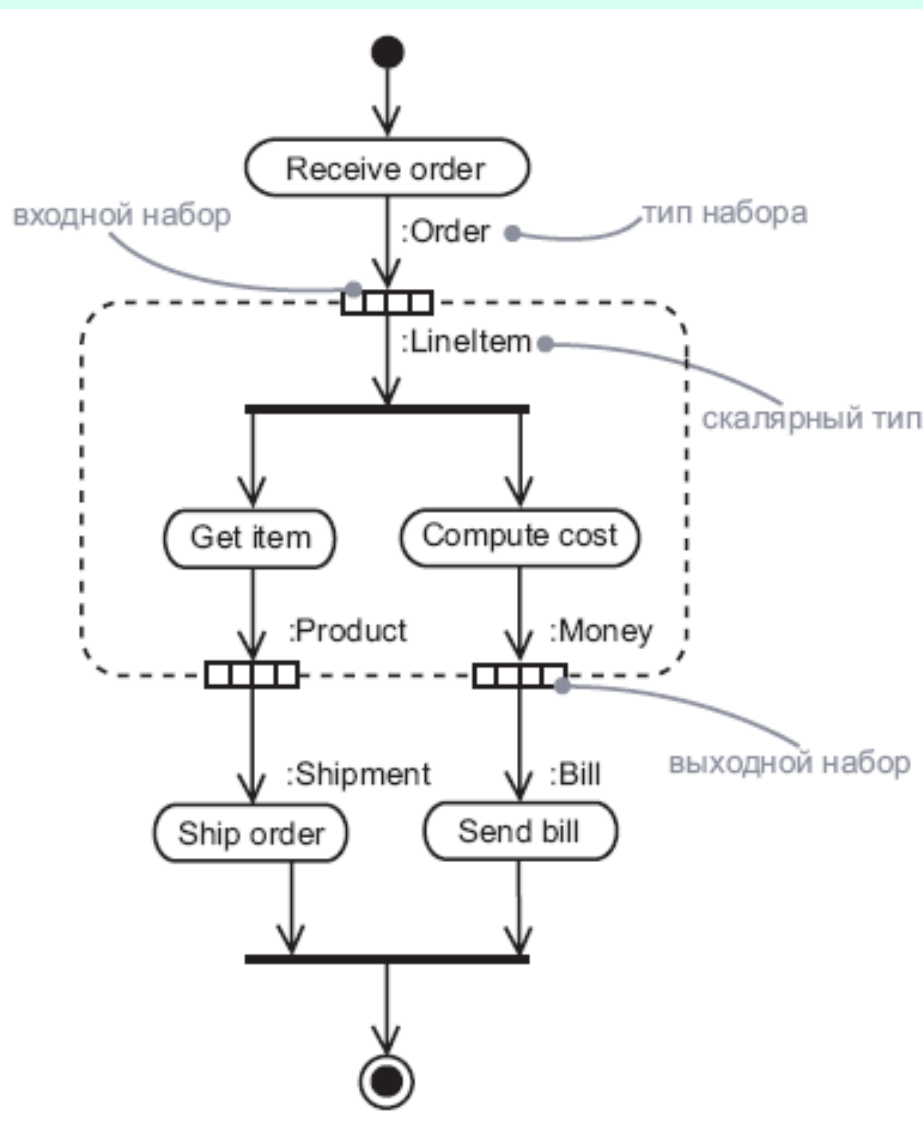 Receive order
входной набор
тип набора
:Order
:LineItem
скалярный тип
Get item
Compute cost
:Product
:Money
выходной набор
:Shipment
:Bill
Ship order
Send bill